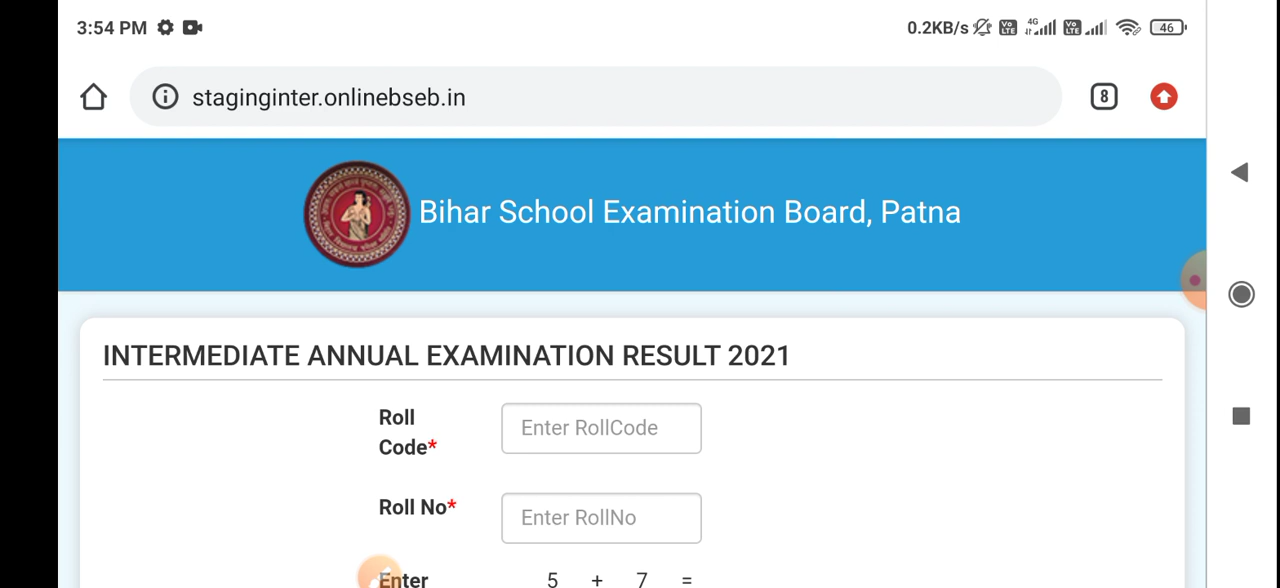 3:54 PM
0.2KB/s
4G
46
staginginter.onlinebseb.in
8
Bihar School Examination Board, Patna
INTERMEDIATE ANNUAL EXAMINATION RESULT 2021
Roll Code*
Enter RollCode
Roll No*
Enter RollNo
Enter 5 + 7 =